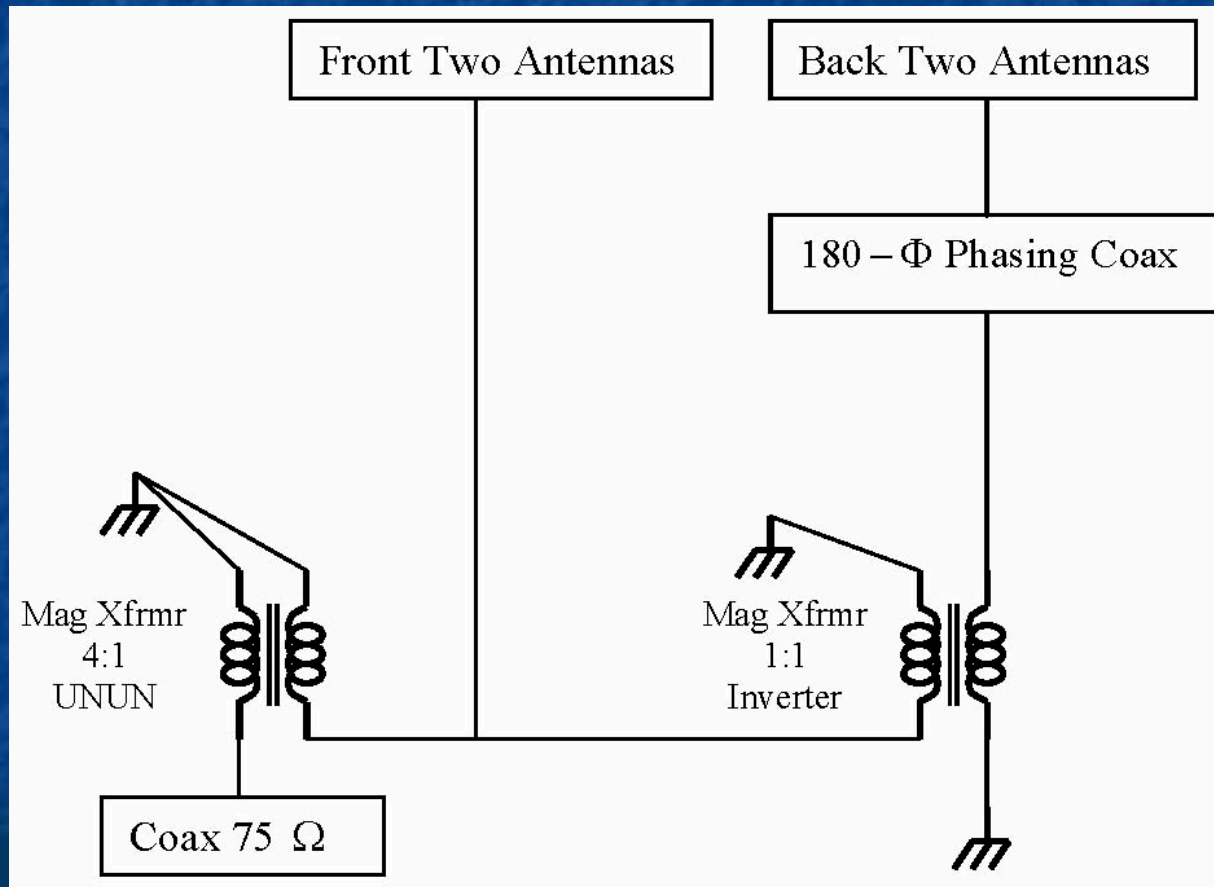 Front Two Antennas
Back Two Antennas
180 – Φ Phasing Coax
Mag Xfrmr
4:1
UNUN
Mag Xfrmr
1:1
Inverter
Coax 75 Ω